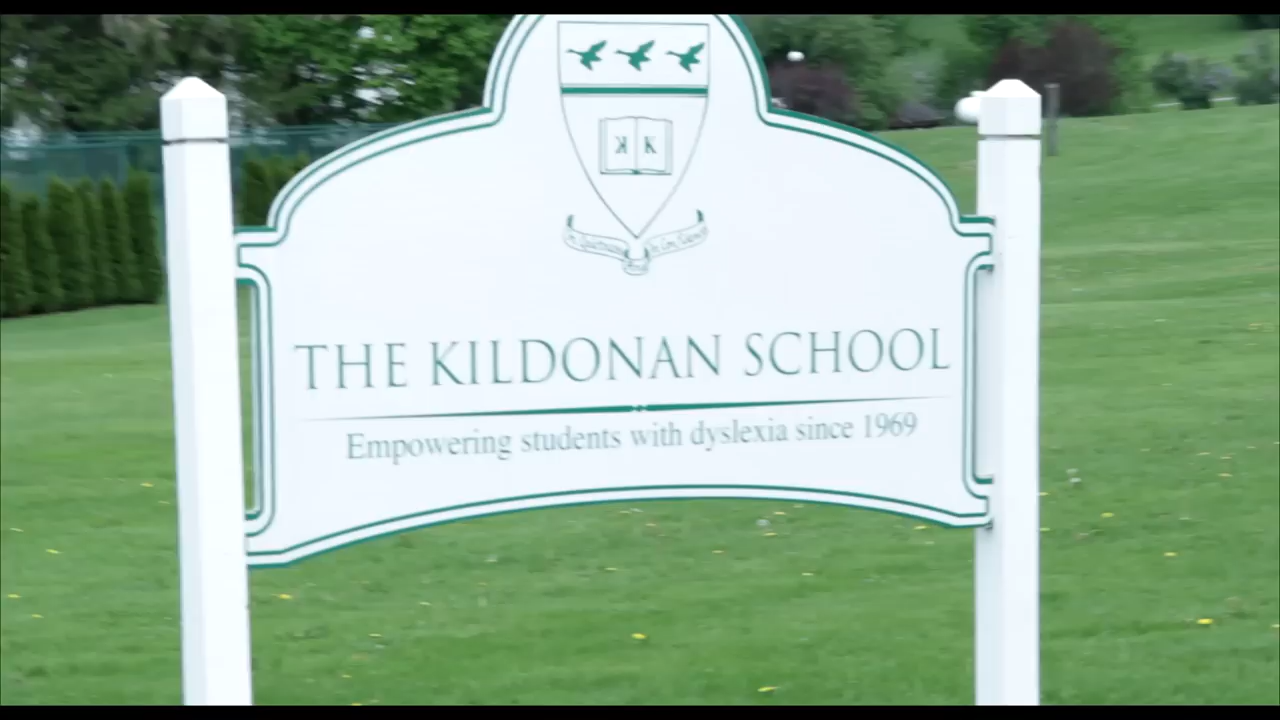 K K
THE KILDONAN SCHOOL
Empowering students with dyslexia since 1969